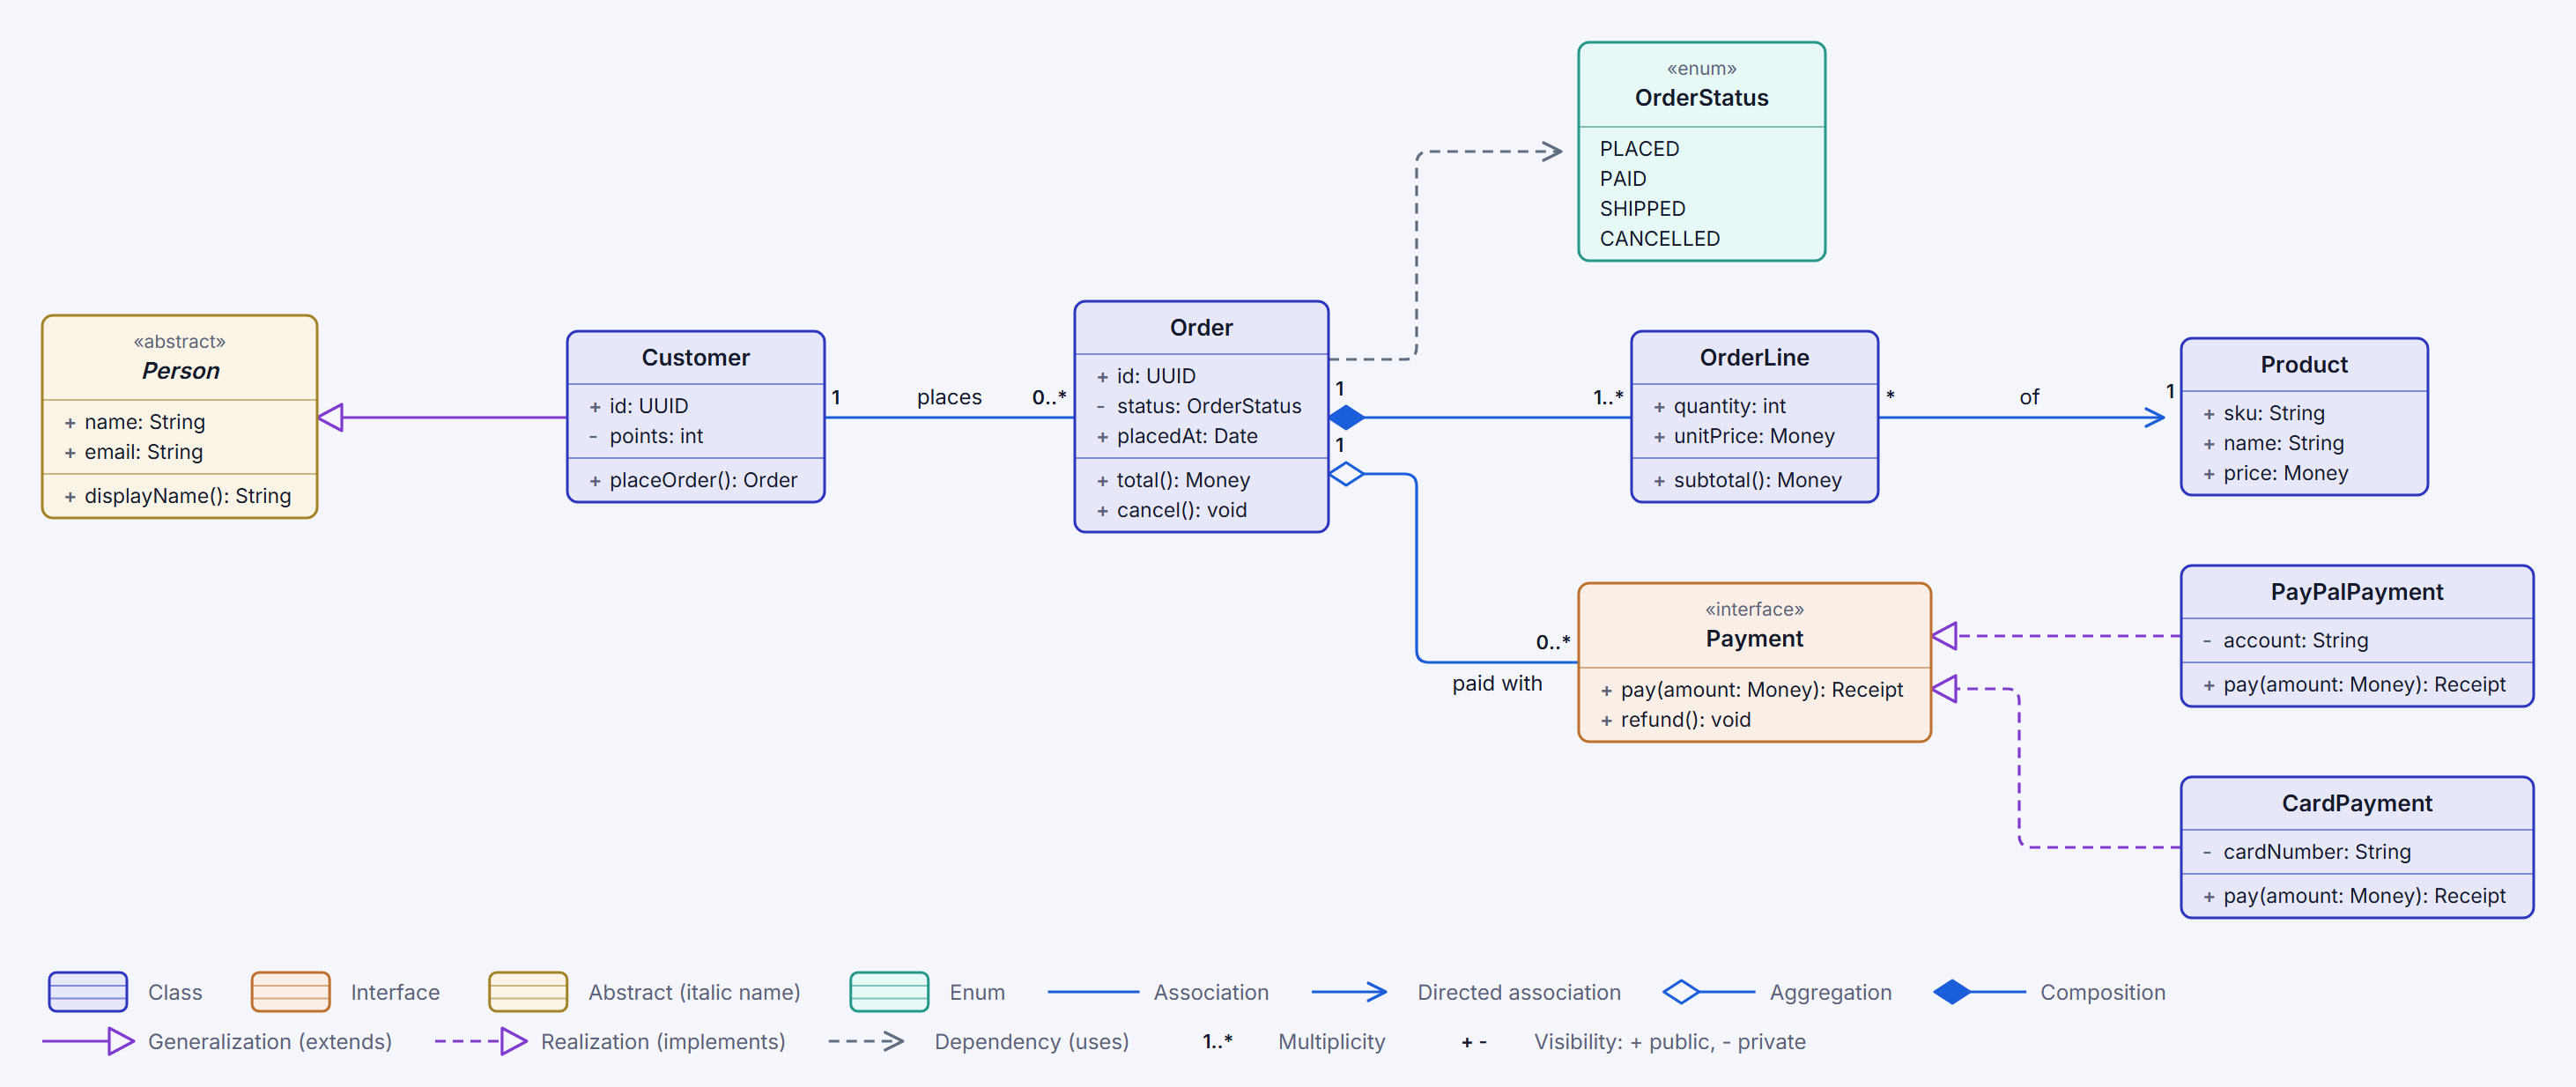 «enum»
OrderStatus
PLACED
PAID
SHIPPED
CANCELLED
«abstract»
Person
+ name: String
+ email: String
+ displayName(): String
Customer
+ id: UUID
- points: int
+ placeOrder(): Order
1
places
0..*
Order
+ id: UUID
- status: OrderStatus
+ placedAt: Date
+ total(): Money
+ cancel(): void
1
1
1..*
OrderLine
+ quantity: int
+ unitPrice: Money
+ subtotal(): Money
*
of
1
Product
+ sku: String
+ name: String
+ price: Money
0..*
paid with
«interface»
Payment
+ pay(amount: Money): Receipt
+ refund(): void
PayPalPayment
- account: String
+ pay(amount: Money): Receipt
CardPayment
- cardNumber: String
+ pay(amount: Money): Receipt
Class
Interface
Abstract (italic name)
Enum
Association
Directed association
Aggregation
Composition
Generalization (extends)
Realization (implements)
Dependency (uses)
1..*
Multiplicity
+ -
Visibility: + public, - private